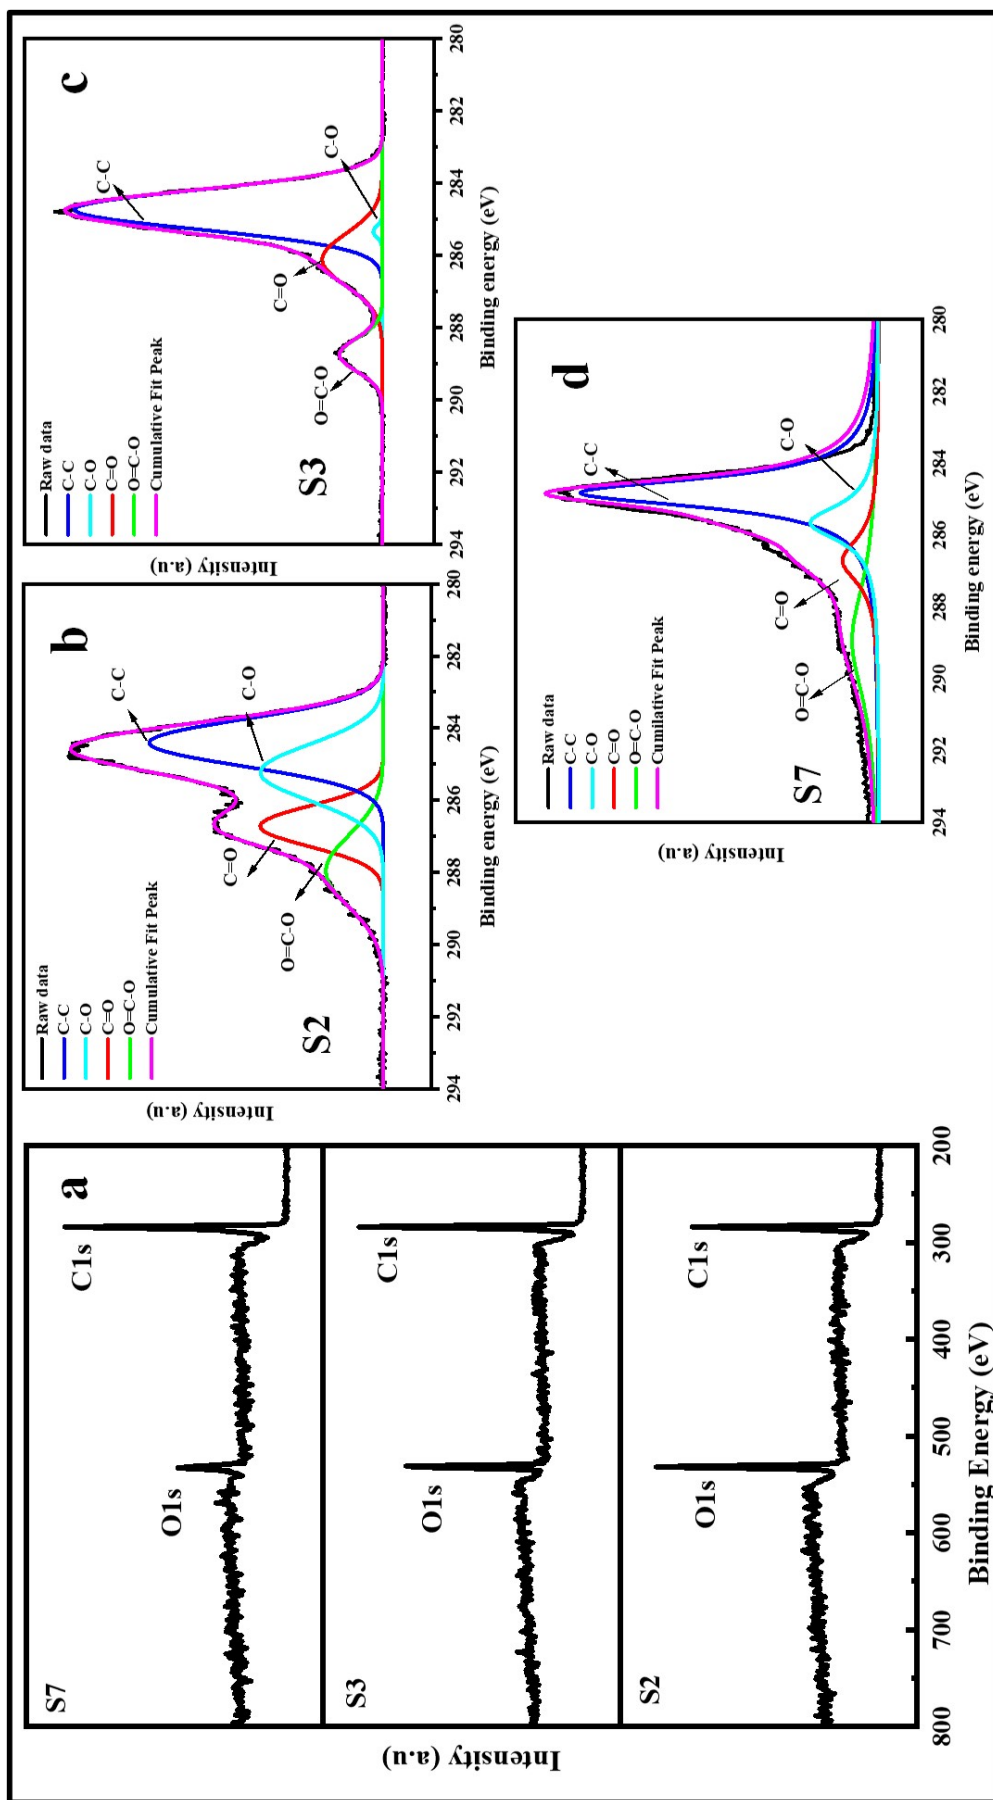 a
S7
O1s
C1s
S3
O1s
C1s
S2
O1s
C1s
800
700
600
500
400
300
200
Binding Energy (eV)
Intensity (a.u)
b
Raw data
C-C
C-O
C=O
O=C-O
Cumulative Fit Peak
S2
O=C-O
C=O
C-O
C-C
294
292
290
288
286
284
282
280
Binding energy (eV)
Intensity (a.u)
c
Raw data
C-C
C-O
C=O
O=C-O
Cumulative Fit Peak
S3
O=C-O
C=O
C-C
C-O
294
292
290
288
286
284
282
280
Binding energy (eV)
Intensity (a.u)
d
Raw data
C-C
C-O
C=O
O=C-O
Cumilative Fit Peak
S7
O=C-O
C=O
C-C
C-O
294
292
290
288
286
284
282
280
Binding energy (eV)
Intensity (a.u)